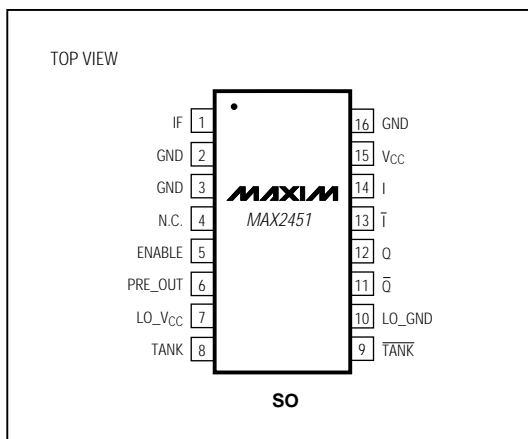 TOP VIEW
IF 1
GND 2
GND 3
N.C. 4
ENABLE 5
PRE_OUT 6
LO_VCC 7
TANK 8
MAXIM
MAX2451
16 GND
15 VCC
14 I
13 I̅
12 Q
11 Q̅
10 LO_GND
9 T̅A̅N̅K̅
SO